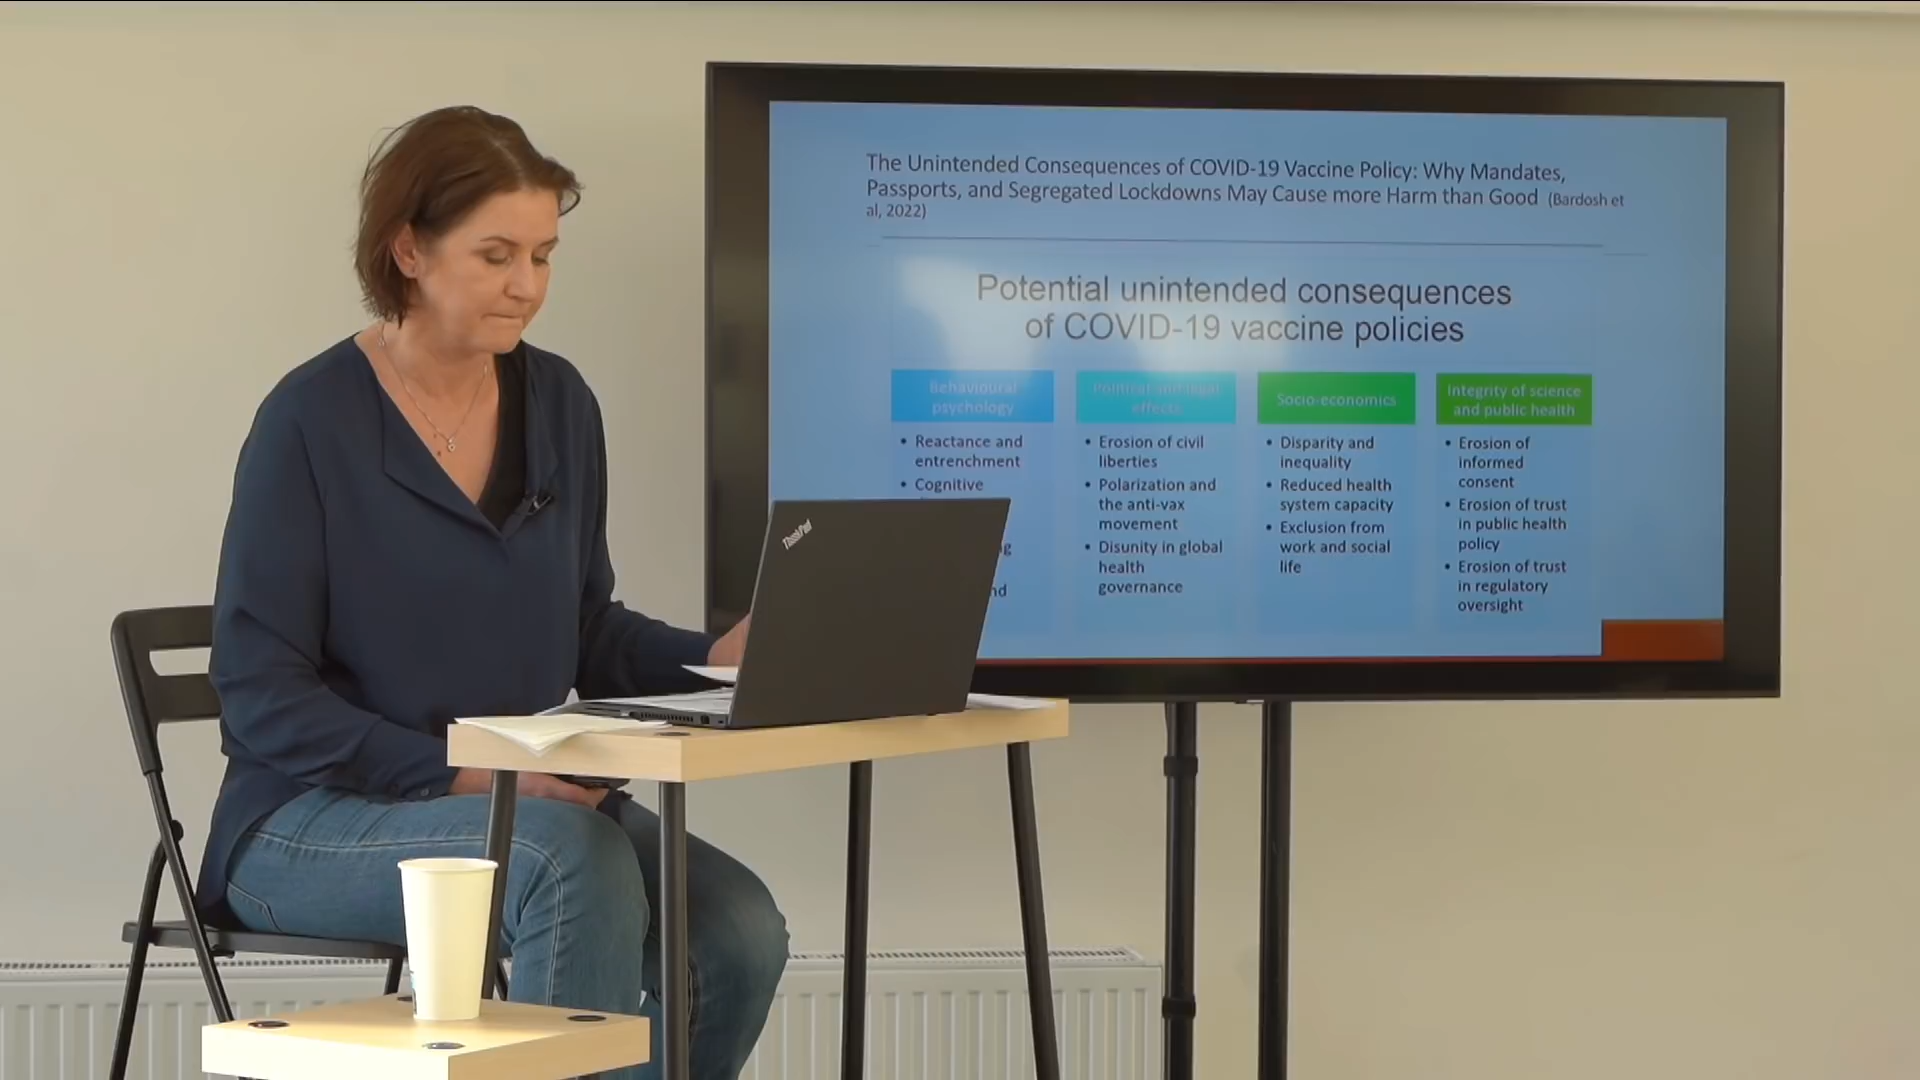 The Unintended Consequences of COVID-19 Vaccine Policy: Why Mandates,
Passports, and Segregated Lockdowns May Cause more Harm than Good (Bardosh et
al, 2022)
Potential unintended consequences
of COVID-19 vaccine policies
Behavioural
psychology
• Reactance and
entrenchment
• Cognitive
Political and legal
effects
• Erosion of civil
liberties
• Polarization and
the anti-vax
movement
• Disunity in global
health
governance
Socio-economics
• Disparity and
inequality
• Reduced health
system capacity
• Exclusion from
work and social
life
Integrity of science
and public health
• Erosion of
informed
consent
• Erosion of trust
in public health
policy
• Erosion of trust
in regulatory
oversight
ThinkPad